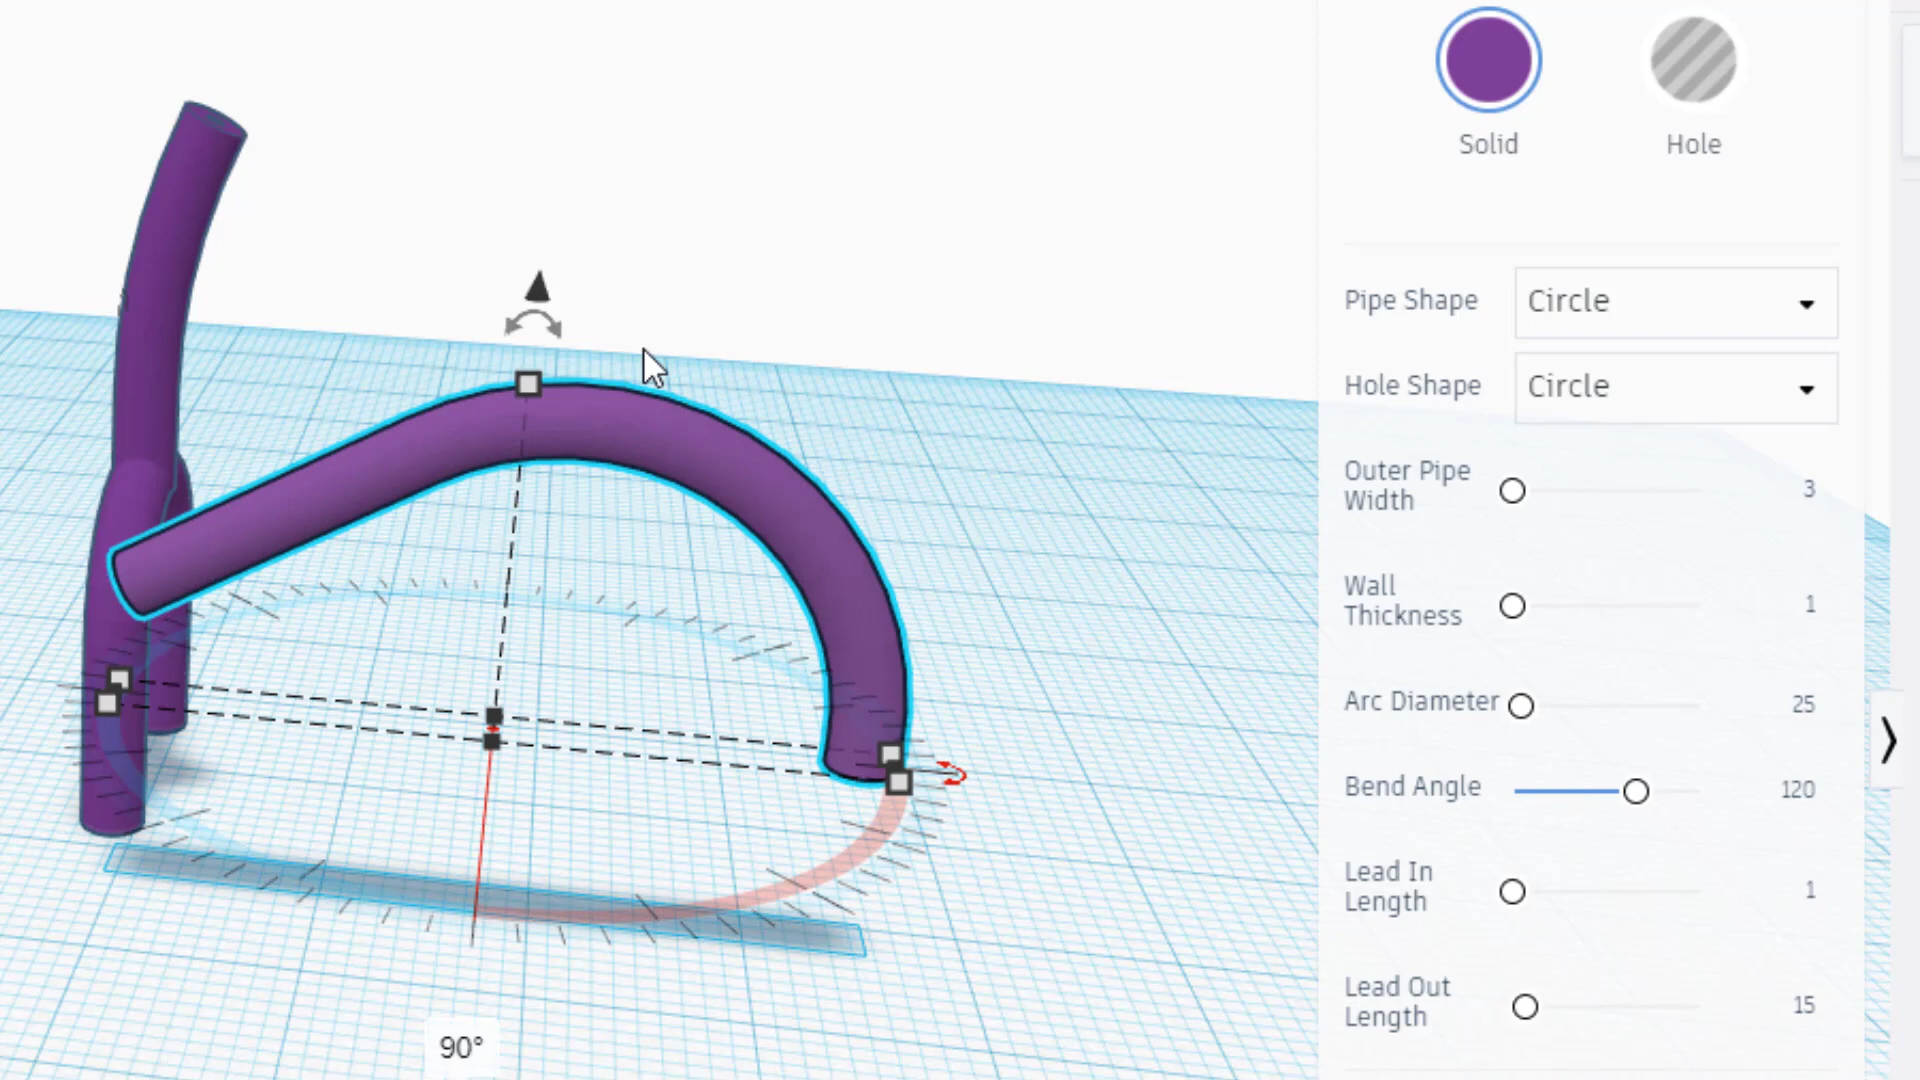 Solid
Hole
Pipe Shape
Circle
Hole Shape
Circle
Outer Pipe
Width
3
Wall
Thickness
1
Arc Diameter
25
Bend Angle
120
Lead In
Length
1
Lead Out
Length
15
90°